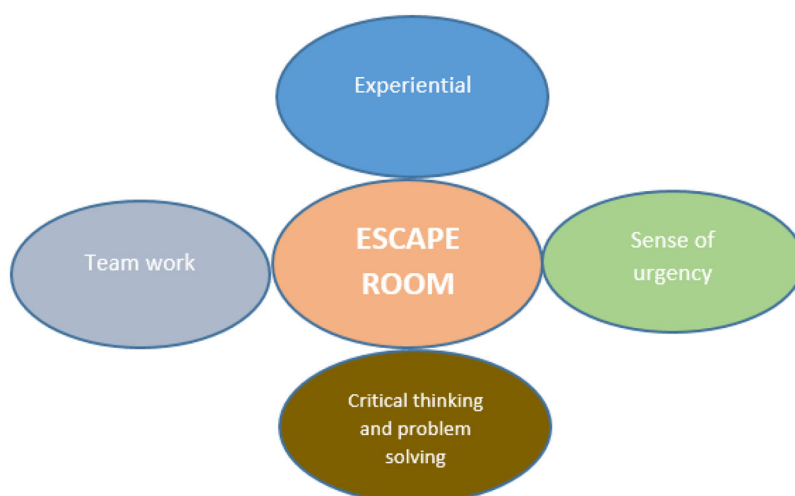 Experiential
Team work
ESCAPE
ROOM
Sense of
urgency
Critical thinking
and problem
solving